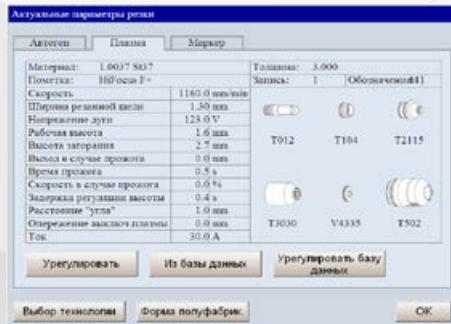 Актуальные параметры резки
Автоген Плазма Маркер
Материал: 1.0037 St37 Толщина: 3.000
Пометка: HiFocus F+ Запись: 1 Обозначение
Скорость 1160.0 mm/min
Ширина резанной щели 1.30 mm
Напряжение дуги 123.0 V
Рабочая высота 1.6 mm
Высота загорания 2.7 mm
Выход в случае прожога 0.0 mm
Время прожога 0.5 s
Скорость в случае прожога 0.0 %
Задержка регуляции высоты 0.4 s
Расстояние "угла" 1.0 mm
Опережение выключ плазмы 0.0 mm
Ток 30.0 A
T012 T104 T2115
T3030 V4335 T502
Урегулировать Из базы данных Урегулировать базу
данных
Выбор технологии Форма полуфабрик. OK